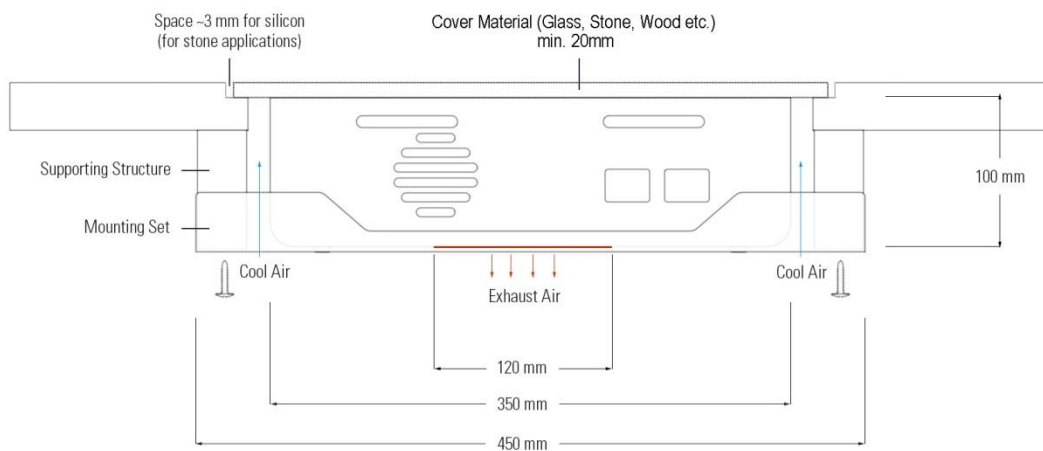 Space ~3 mm for silicon
(for stone applications)
Cover Material (Glass, Stone, Wood etc.)
min. 20mm
Supporting Structure
100 mm
Mounting Set
Cool Air
Cool Air
Exhaust Air
120 mm
350 mm
450 mm